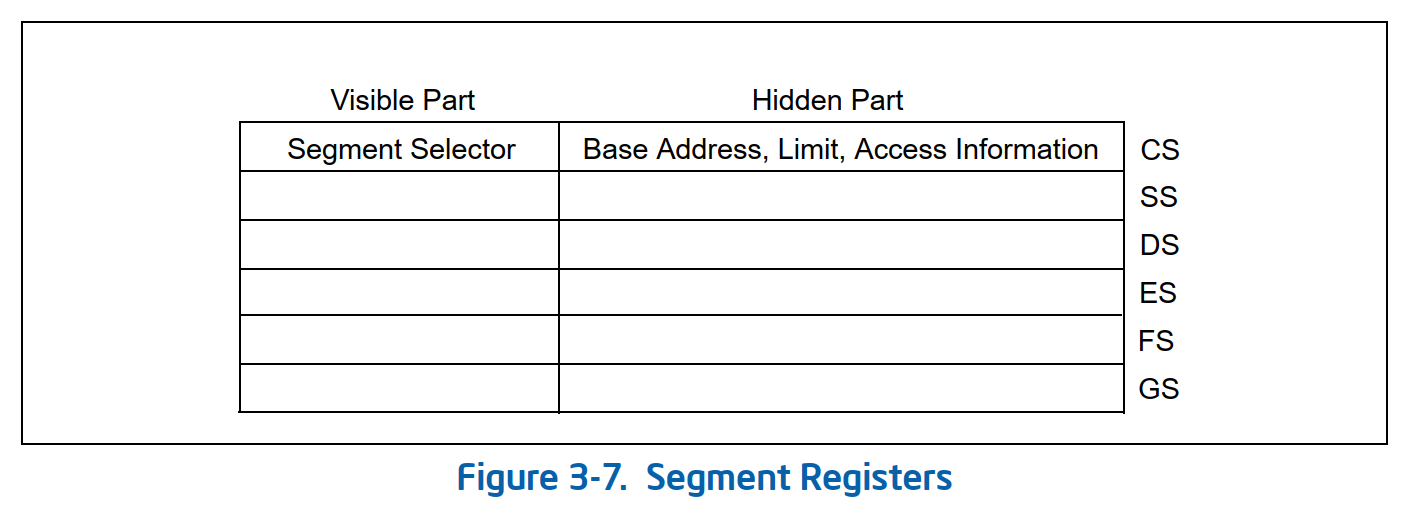 Visible Part Hidden Part
Segment Selector Base Address, Limit, Access Information CS
SS
DS
ES
FS
GS
Figure 3-7. Segment Registers